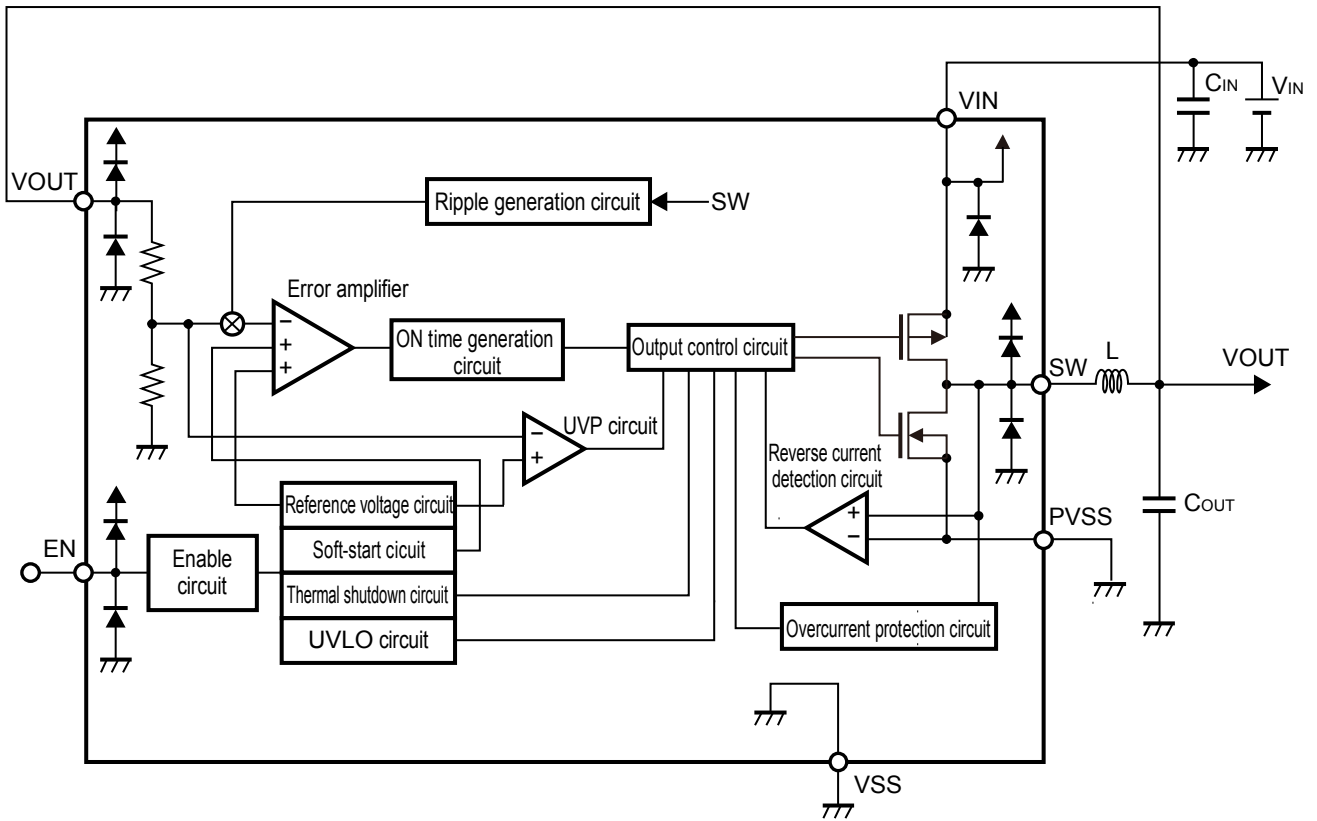 CIN
VIN
VIN
VOUT
Ripple generation circuit
SW
Error amplifier
−
+
+
ON time generation
circuit
Output control circuit
SW
L
VOUT
UVP circuit
−
+
Reverse current
detection circuit
+
−
Reference voltage circuit
Soft-start cicuit
Thermal shutdown circuit
UVLO circuit
EN
Enable
circuit
COUT
PVSS
Overcurrent protection circuit
VSS